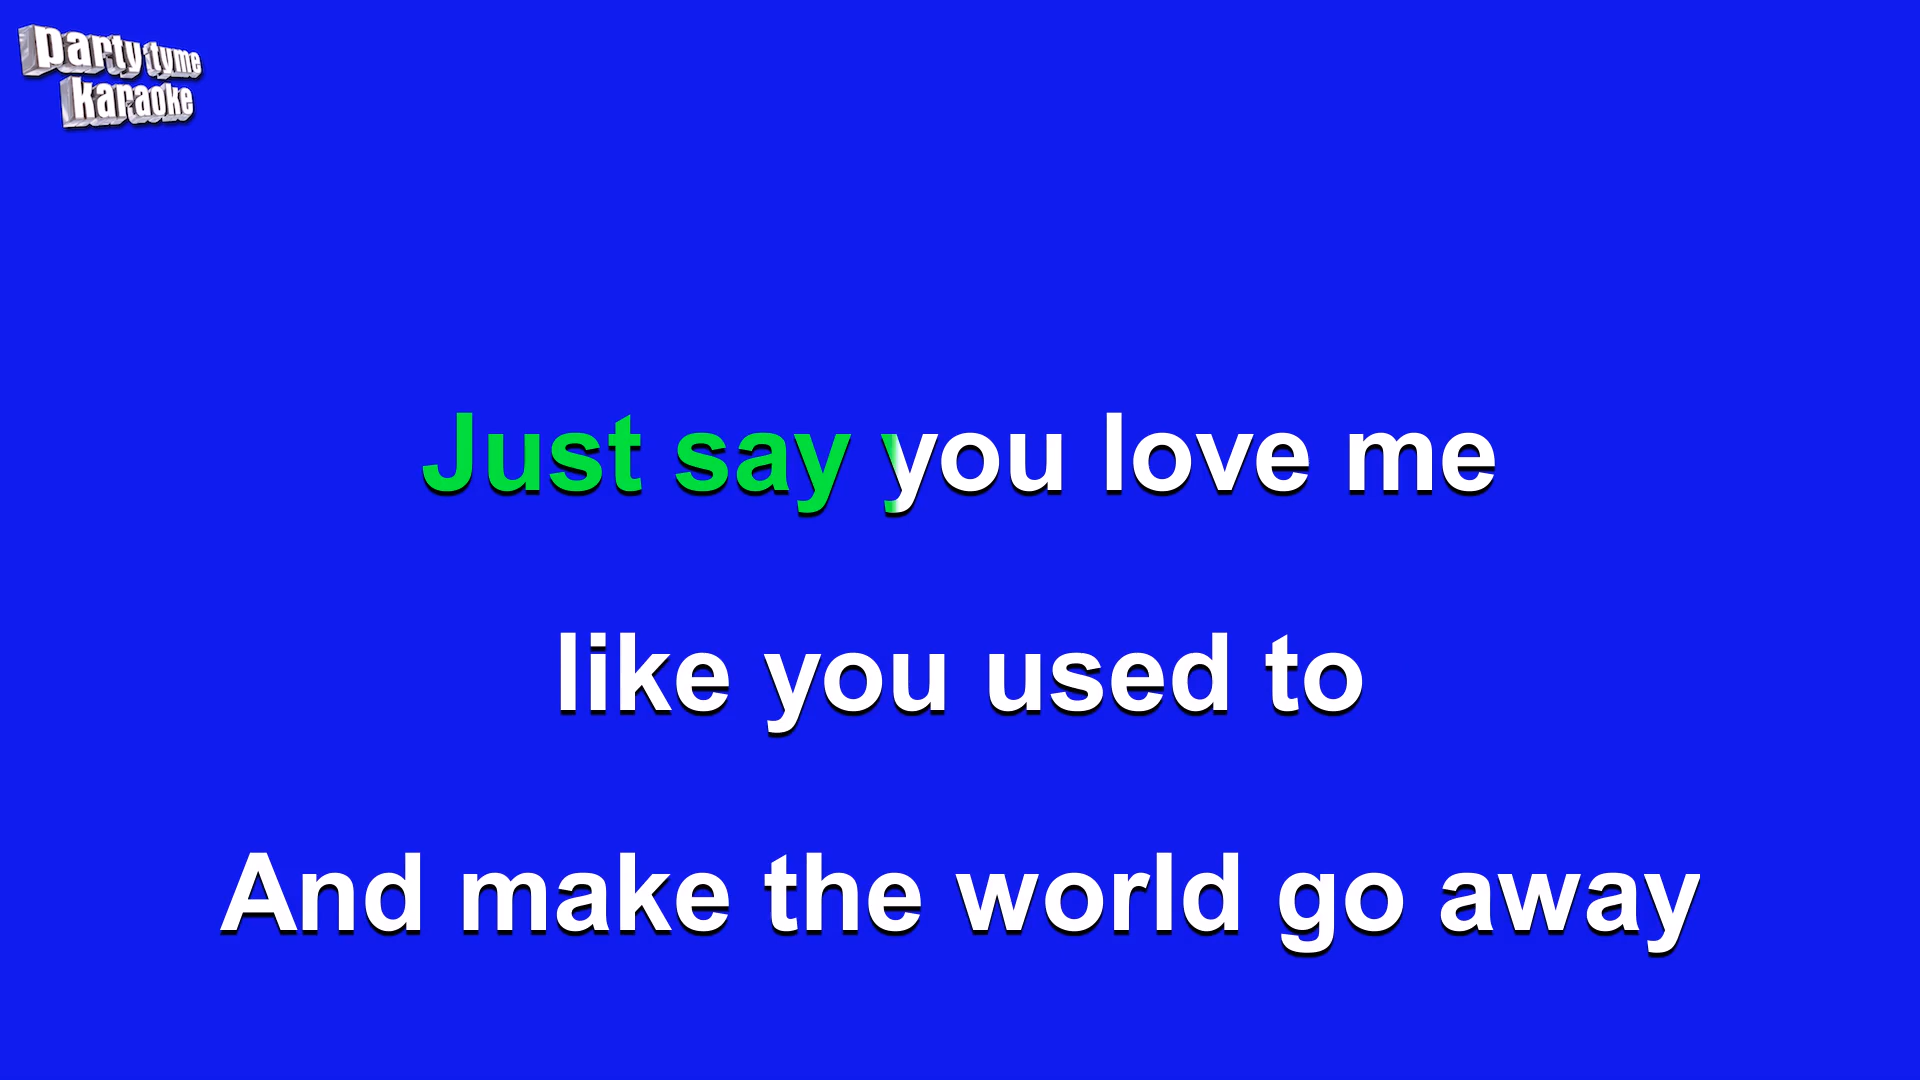 party tyme
karaoke
Just say you love me
like you used to
And make the world go away